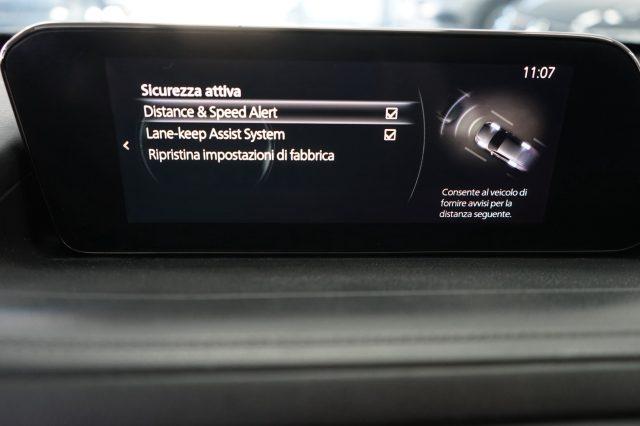 11:07
Sicurezza attiva
Distance & Speed Alert
Lane-keep Assist System
Ripristina impostazioni di fabbrica
Consente al veicolo di
fornire avvisi per la
distanza seguente.